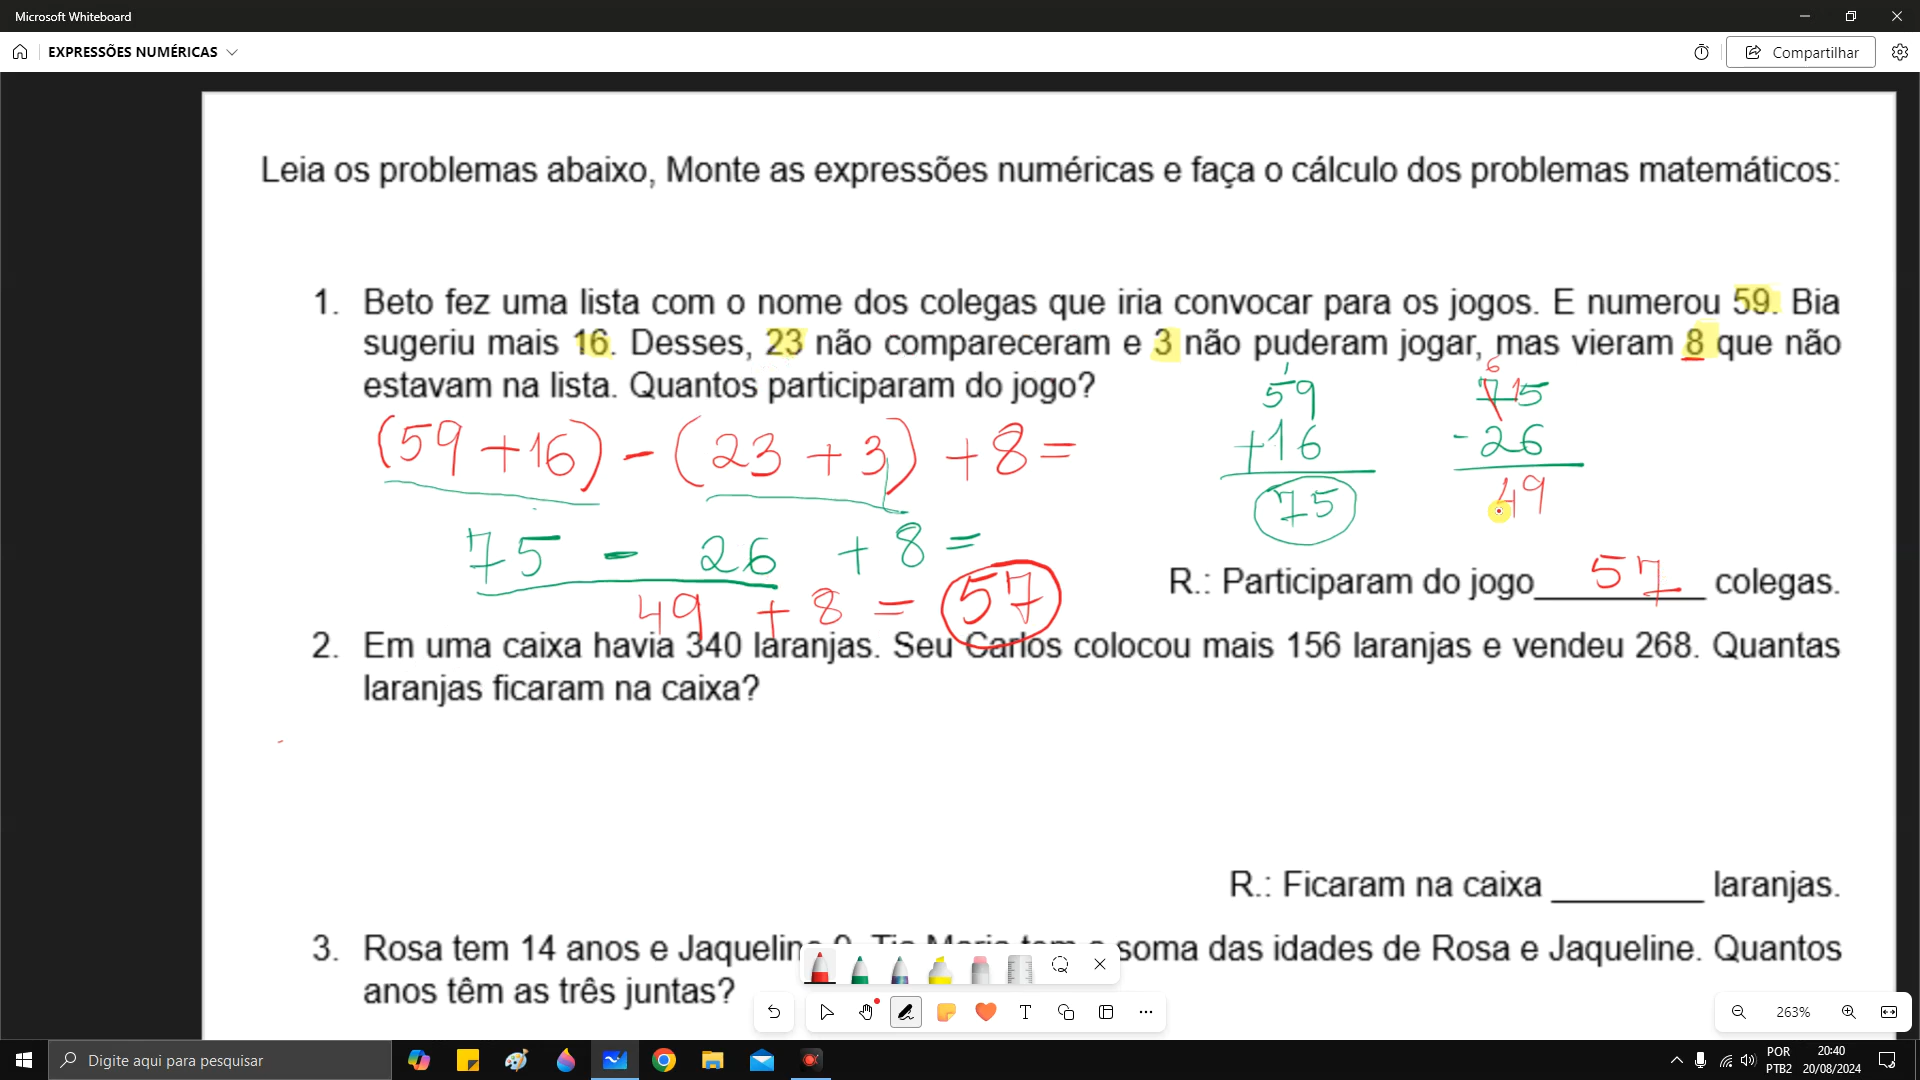 Microsoft Whiteboard
EXPRESSÕES NUMÉRICAS
Compartilhar
Leia os problemas abaixo, Monte as expressões numéricas e faça o cálculo dos problemas matemáticos:
1. Beto fez uma lista com o nome dos colegas que iria convocar para os jogos. E numerou 59. Bia
sugeriu mais 16. Desses, 23 não compareceram e 3 não puderam jogar, mas vieram 8 que não
estavam na lista. Quantos participaram do jogo?
(59 + 16) - (23 + 3) + 8 =
75 - 26 + 8 =
49 + 8 = 57
1
59
+16
75
6
7 15
- 26
49
R.: Participaram do jogo 57 colegas.
2. Em uma caixa havia 340 laranjas. Seu Carlos colocou mais 156 laranjas e vendeu 268. Quantas
laranjas ficaram na caixa?
R.: Ficaram na caixa ________ laranjas.
3. Rosa tem 14 anos e soma das idades de Rosa e Jaqueline. Quantos
anos têm as três juntas?
263%
Digite aqui para pesquisar
POR
PTB2
20:40
20/08/2024